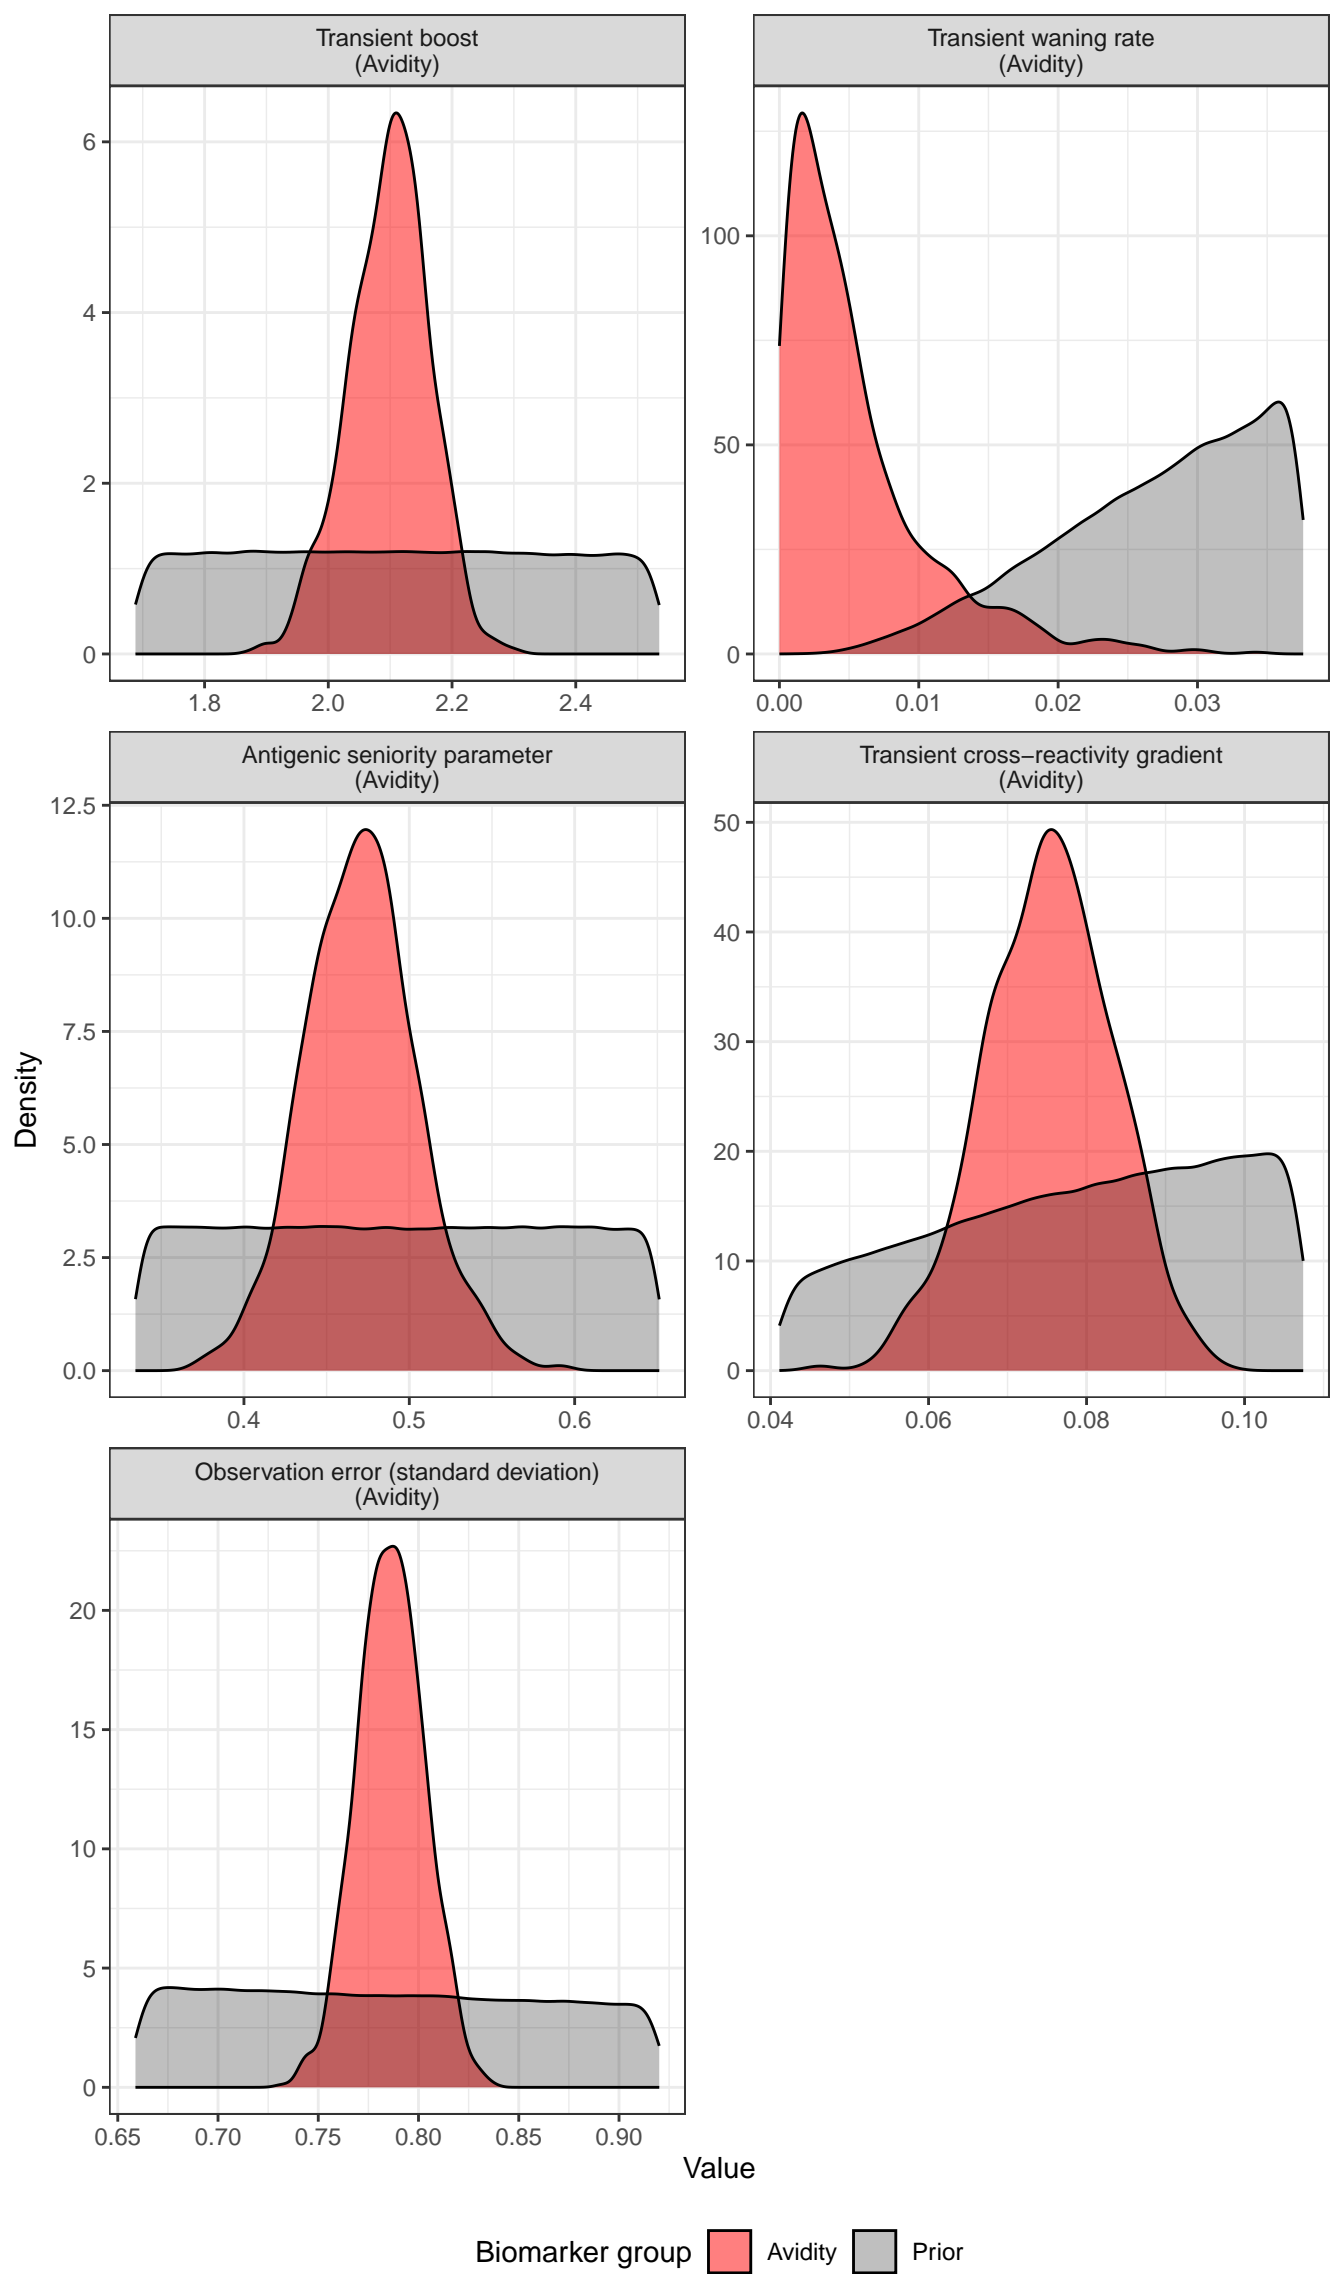 Transient boost
(Avidity)
Transient waning rate
(Avidity)
6
4
2
0
1.8 2.0 2.2 2.4
100
50
0
0.00 0.01 0.02 0.03
Antigenic seniority parameter
(Avidity)
Transient cross−reactivity gradient
(Avidity)
12.5
10.0
7.5
5.0
2.5
0.0
0.4 0.5 0.6
50
40
30
20
10
0
0.04 0.06 0.08 0.10
Density
Observation error (standard deviation)
(Avidity)
20
15
10
5
0
0.65 0.70 0.75 0.80 0.85 0.90
Value
Biomarker group Avidity Prior